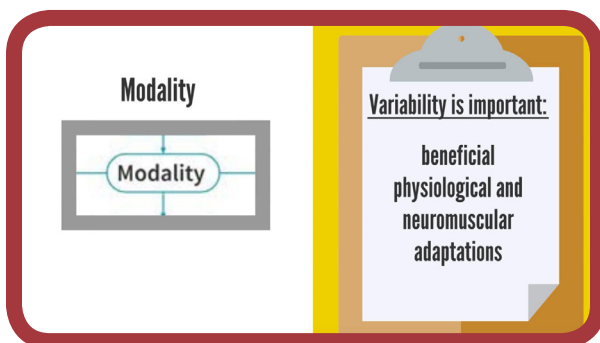 Modality
Modality
Variability is important:
beneficial
physiological and
neuromuscular
adaptations